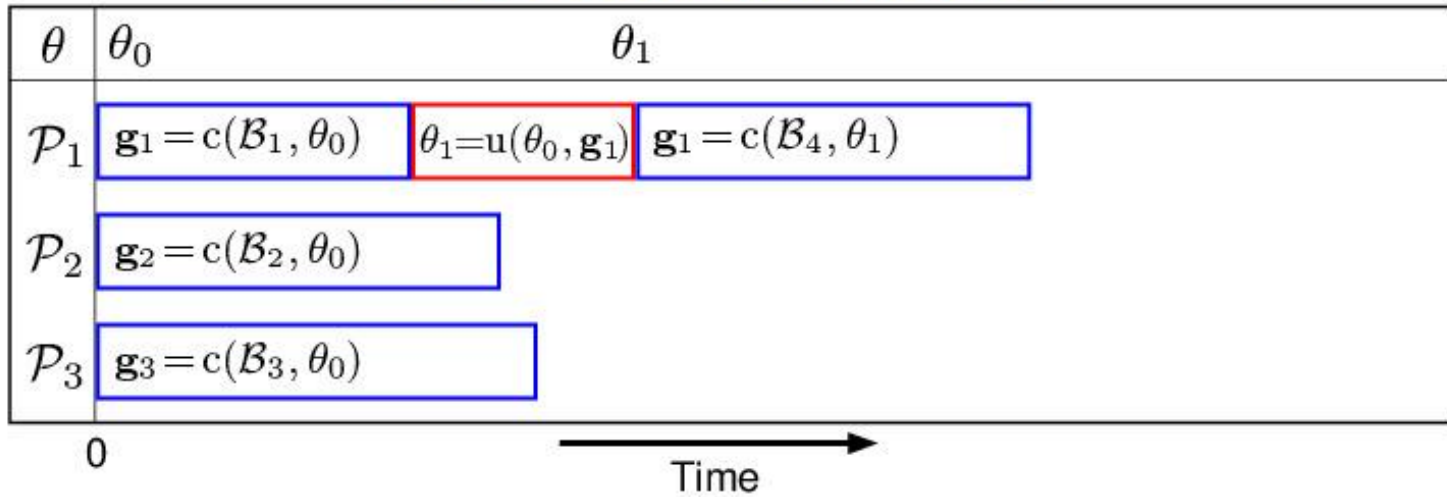 θ θ₀ θ₁
𝒫₁ 𝐠₁ = c(ℬ₁, θ₀) θ₁=u(θ₀, 𝐠₁) 𝐠₁ = c(ℬ₄, θ₁)
𝒫₂ 𝐠₂ = c(ℬ₂, θ₀)
𝒫₃ 𝐠₃ = c(ℬ₃, θ₀)
0
Time